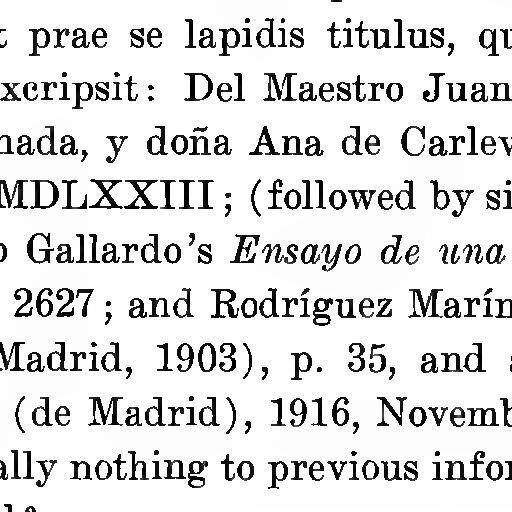 prae se lapidis titulus, qu
xcripsit: Del Maestro Juan
nada, y doña Ana de Carlev
MDLXXIII; (followed by si
o Gallardo's Ensayo de una
2627; and Rodríguez Marín
Madrid, 1903), p. 35, and
(de Madrid), 1916, Novemb
ally nothing to previous infor